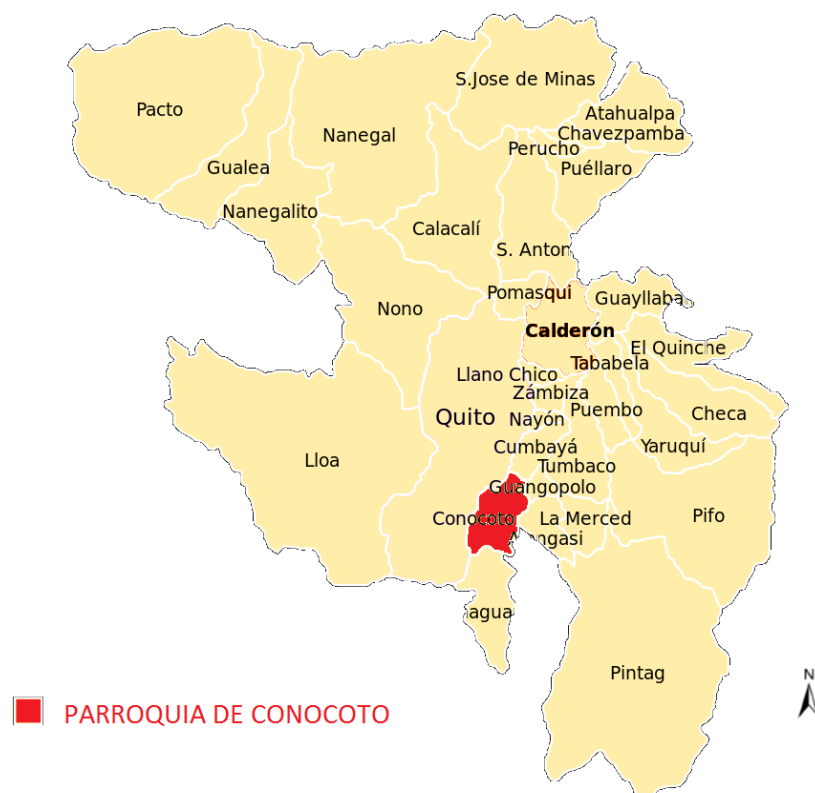 S.Jose de Minas
Pacto
Atahualpa
Nanegal
Chavezpamba
Perucho
Gualea
Puéllaro
Nanegalito
Calacalí
S. Anton
Pomasqui
Guayllaba
Nono
Calderón
El Quinche
Tababela
Llano Chico
Zámbiza
Puembo
Checa
Quito
Nayón
Cumbayá
Yaruquí
Lloa
Tumbaco
Guangopolo
Conocoto
La Merced
Pifo
ngasi
agua
Pintag
N
PARROQUIA DE CONOCOTO